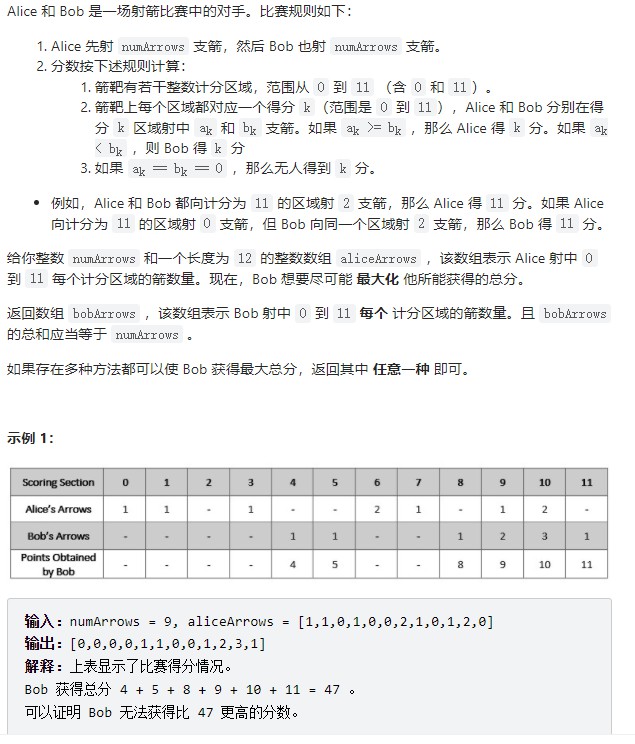 Alice 和 Bob 是一场射箭比赛中的对手。比赛规则如下：
1. Alice 先射 numArrows 支箭，然后 Bob 也射 numArrows 支箭。
2. 分数按下述规则计算：
1. 箭靶有若干整数计分区域，范围从 0 到 11 （含 0 和 11）。
2. 箭靶上每个区域都对应一个得分 k（范围是 0 到 11），Alice 和 Bob 分别在得
分 k 区域射中 ak 和 bk 支箭。如果 ak >= bk ，那么 Alice 得 k 分。如果 ak
< bk ，则 Bob 得 k 分
3. 如果 ak == bk == 0 ，那么无人得到 k 分。
• 例如，Alice 和 Bob 都向计分为 11 的区域射 2 支箭，那么 Alice 得 11 分。如果 Alice
向计分为 11 的区域射 0 支箭，但 Bob 向同一个区域射 2 支箭，那么 Bob 得 11 分。
给你整数 numArrows 和一个长度为 12 的整数数组 aliceArrows ，该数组表示 Alice 射中 0
到 11 每个计分区域的箭数量。现在，Bob 想要尽可能 最大化 他所能获得的总分。
返回数组 bobArrows ，该数组表示 Bob 射中 0 到 11 每个 计分区域的箭数量。且 bobArrows
的总和应当等于 numArrows 。
如果存在多种方法都可以使 Bob 获得最大总分，返回其中 任意一种 即可。
示例 1：
Scoring Section 0 1 2 3 4 5 6 7 8 9 10 11
Alice's Arrows 1 1 - 1 - - 2 1 - 1 2 -
Bob's Arrows - - - - 1 1 - - 1 2 3 1
Points Obtained
by Bob - - - - 4 5 - - 8 9 10 11
输入：numArrows = 9, aliceArrows = [1,1,0,1,0,0,2,1,0,1,2,0]
输出：[0,0,0,0,1,1,0,0,1,2,3,1]
解释：上表显示了比赛得分情况。
Bob 获得总分 4 + 5 + 8 + 9 + 10 + 11 = 47 。
可以证明 Bob 无法获得比 47 更高的分数。